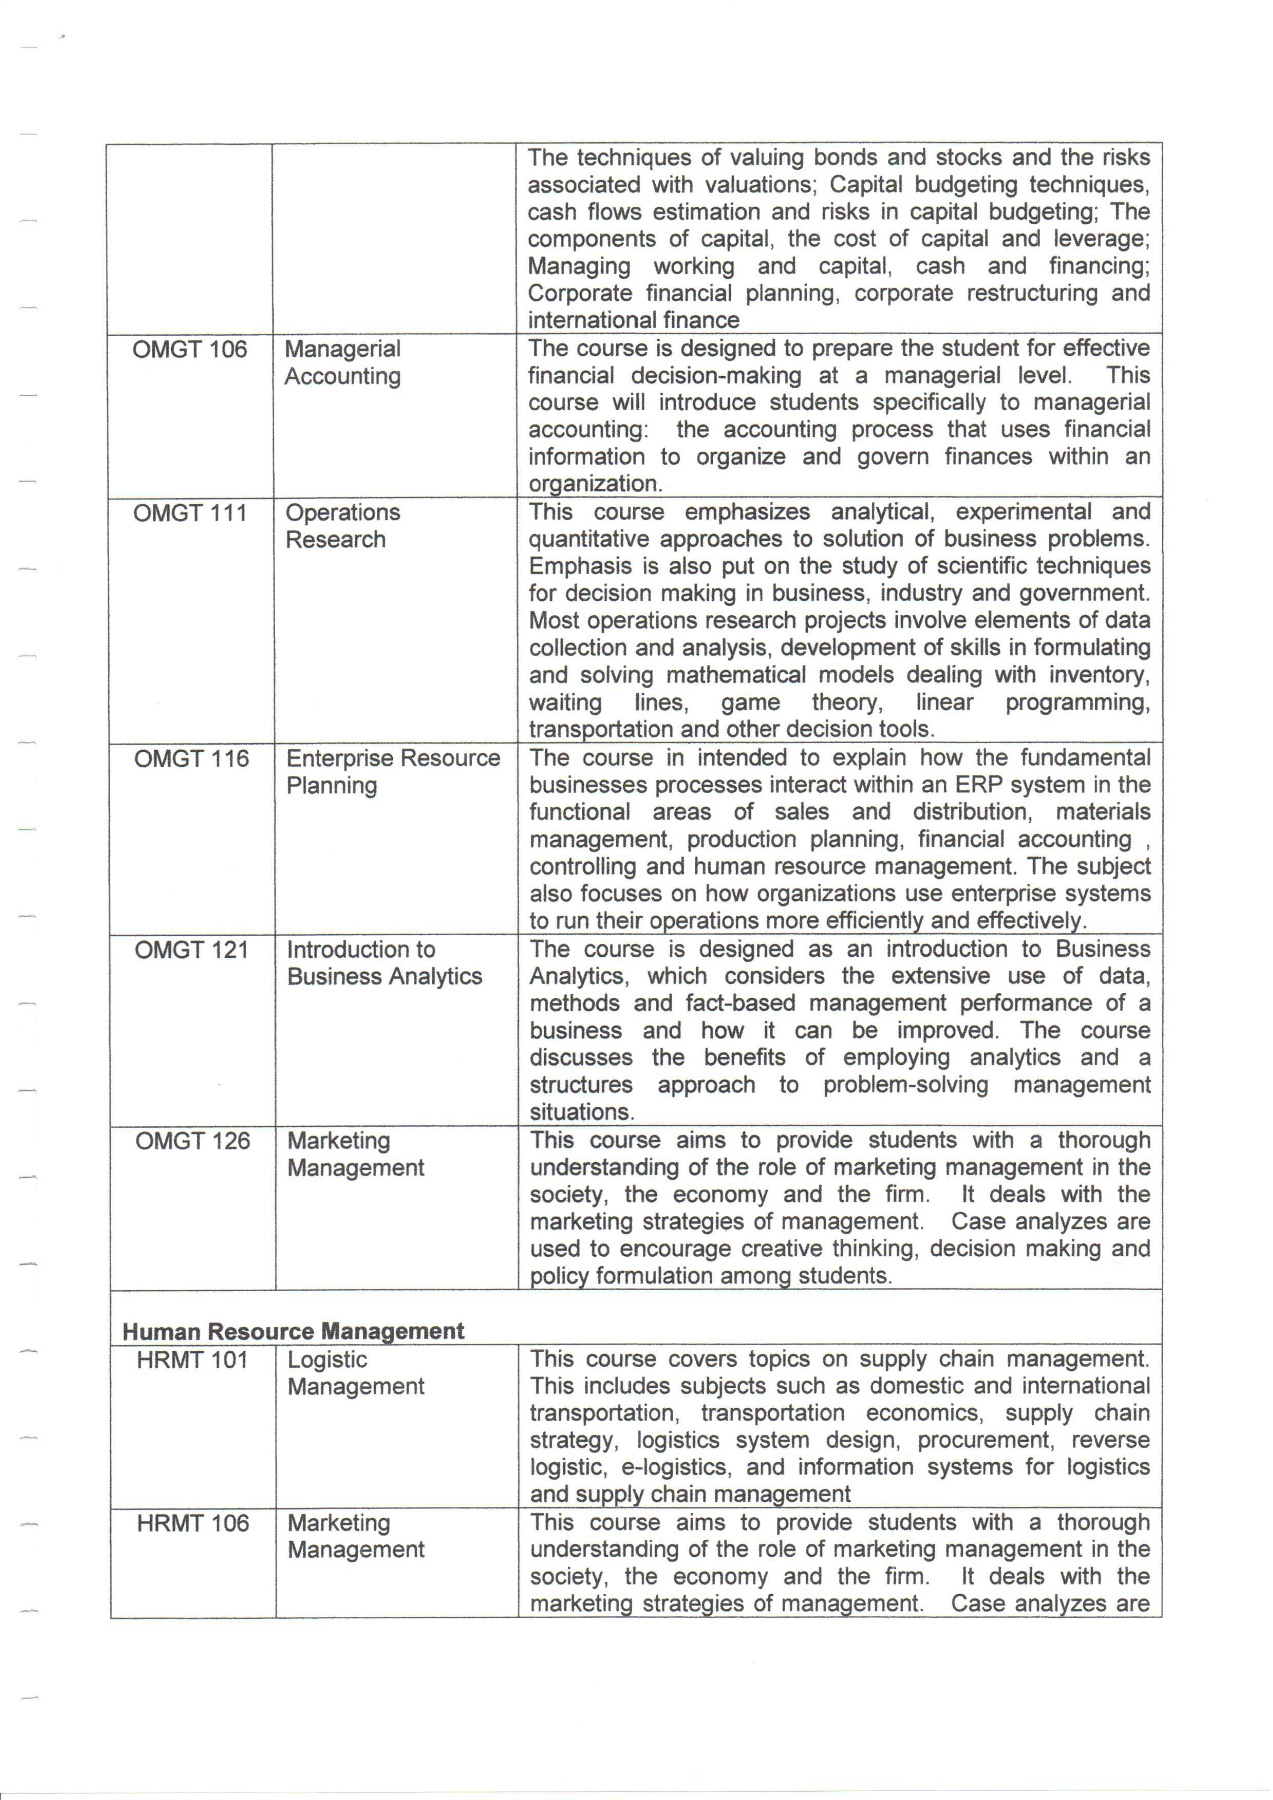 The techniques of valuing bonds and stocks and the risks
associated with valuations; Capital budgeting techniques,
cash flows estimation and risks in capital budgeting; The
components of capital, the cost of capital and leverage;
Managing working and capital, cash and financing;
Corporate financial planning, corporate restructuring and
international finance
OMGT 106
Managerial
Accounting
The course is designed to prepare the student for effective
financial decision-making at a managerial level. This
course will introduce students specifically to managerial
accounting: the accounting process that uses financial
information to organize and govern finances within an
organization.
OMGT 111
Operations
Research
This course emphasizes analytical, experimental and
quantitative approaches to solution of business problems.
Emphasis is also put on the study of scientific techniques
for decision making in business, industry and government.
Most operations research projects involve elements of data
collection and analysis, development of skills in formulating
and solving mathematical models dealing with inventory,
waiting lines, game theory, linear programming,
transportation and other decision tools.
OMGT 116
Enterprise Resource
Planning
The course in intended to explain how the fundamental
businesses processes interact within an ERP system in the
functional areas of sales and distribution, materials
management, production planning, financial accounting ,
controlling and human resource management. The subject
also focuses on how organizations use enterprise systems
to run their operations more efficiently and effectively.
OMGT 121
Introduction to
Business Analytics
The course is designed as an introduction to Business
Analytics, which considers the extensive use of data,
methods and fact-based management performance of a
business and how it can be improved. The course
discusses the benefits of employing analytics and a
structures approach to problem-solving management
situations.
OMGT 126
Marketing
Management
This course aims to provide students with a thorough
understanding of the role of marketing management in the
society, the economy and the firm. It deals with the
marketing strategies of management. Case analyzes are
used to encourage creative thinking, decision making and
policy formulation among students.
Human Resource Management
HRMT 101
Logistic
Management
This course covers topics on supply chain management.
This includes subjects such as domestic and international
transportation, transportation economics, supply chain
strategy, logistics system design, procurement, reverse
logistic, e-logistics, and information systems for logistics
and supply chain management
HRMT 106
Marketing
Management
This course aims to provide students with a thorough
understanding of the role of marketing management in the
society, the economy and the firm. It deals with the
marketing strategies of management. Case analyzes are